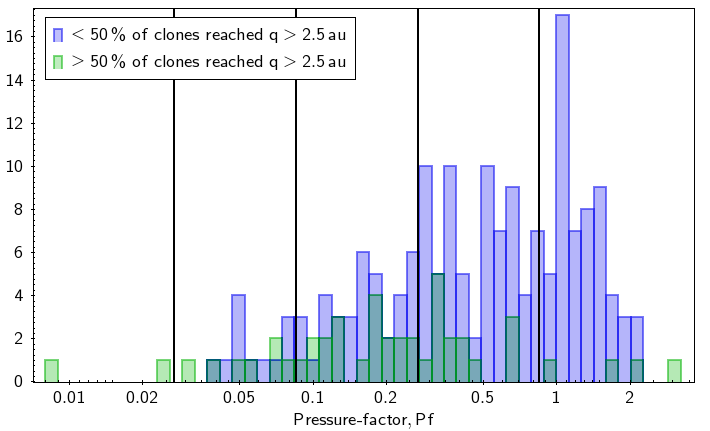 < 50 % of clones reached q > 2.5 au
> 50 % of clones reached q > 2.5 au
16
14
12
10
8
6
4
2
0
0.01 0.02 0.05 0.1 0.2 0.5 1 2
Pressure-factor, Pf